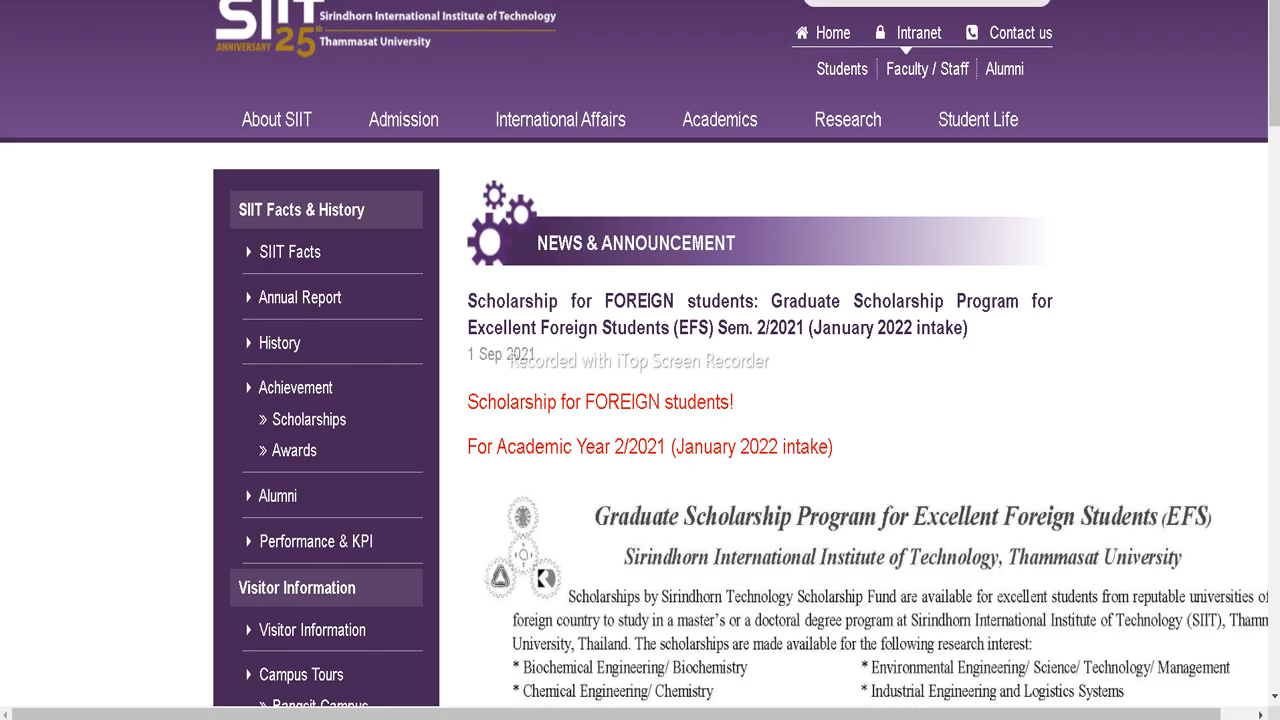 SIIT Sirindhorn International Institute of Technology
ANNIVERSARY 25th Thammasat University
Home Intranet Contact us
Students Faculty / Staff Alumni
About SIIT Admission International Affairs Academics Research Student Life
SIIT Facts & History
SIIT Facts
Annual Report
History
Achievement
Scholarships
Awards
Alumni
Performance & KPI
Visitor Information
Visitor Information
Campus Tours
Rangsit Campus
NEWS & ANNOUNCEMENT
Scholarship for FOREIGN students: Graduate Scholarship Program for
Excellent Foreign Students (EFS) Sem. 2/2021 (January 2022 intake)
1 Sep 2021
Recorded with iTop Screen Recorder
Scholarship for FOREIGN students!
For Academic Year 2/2021 (January 2022 intake)
Graduate Scholarship Program for Excellent Foreign Students (EFS)
Sirindhorn International Institute of Technology, Thammasat University
Scholarships by Sirindhorn Technology Scholarship Fund are available for excellent students from reputable universities of
foreign country to study in a master's or a doctoral degree program at Sirindhorn International Institute of Technology (SIIT), Thamm
University, Thailand. The scholarships are made available for the following research interest:
* Biochemical Engineering/ Biochemistry * Environmental Engineering/ Science/ Technology/ Management
* Chemical Engineering/ Chemistry * Industrial Engineering and Logistics Systems